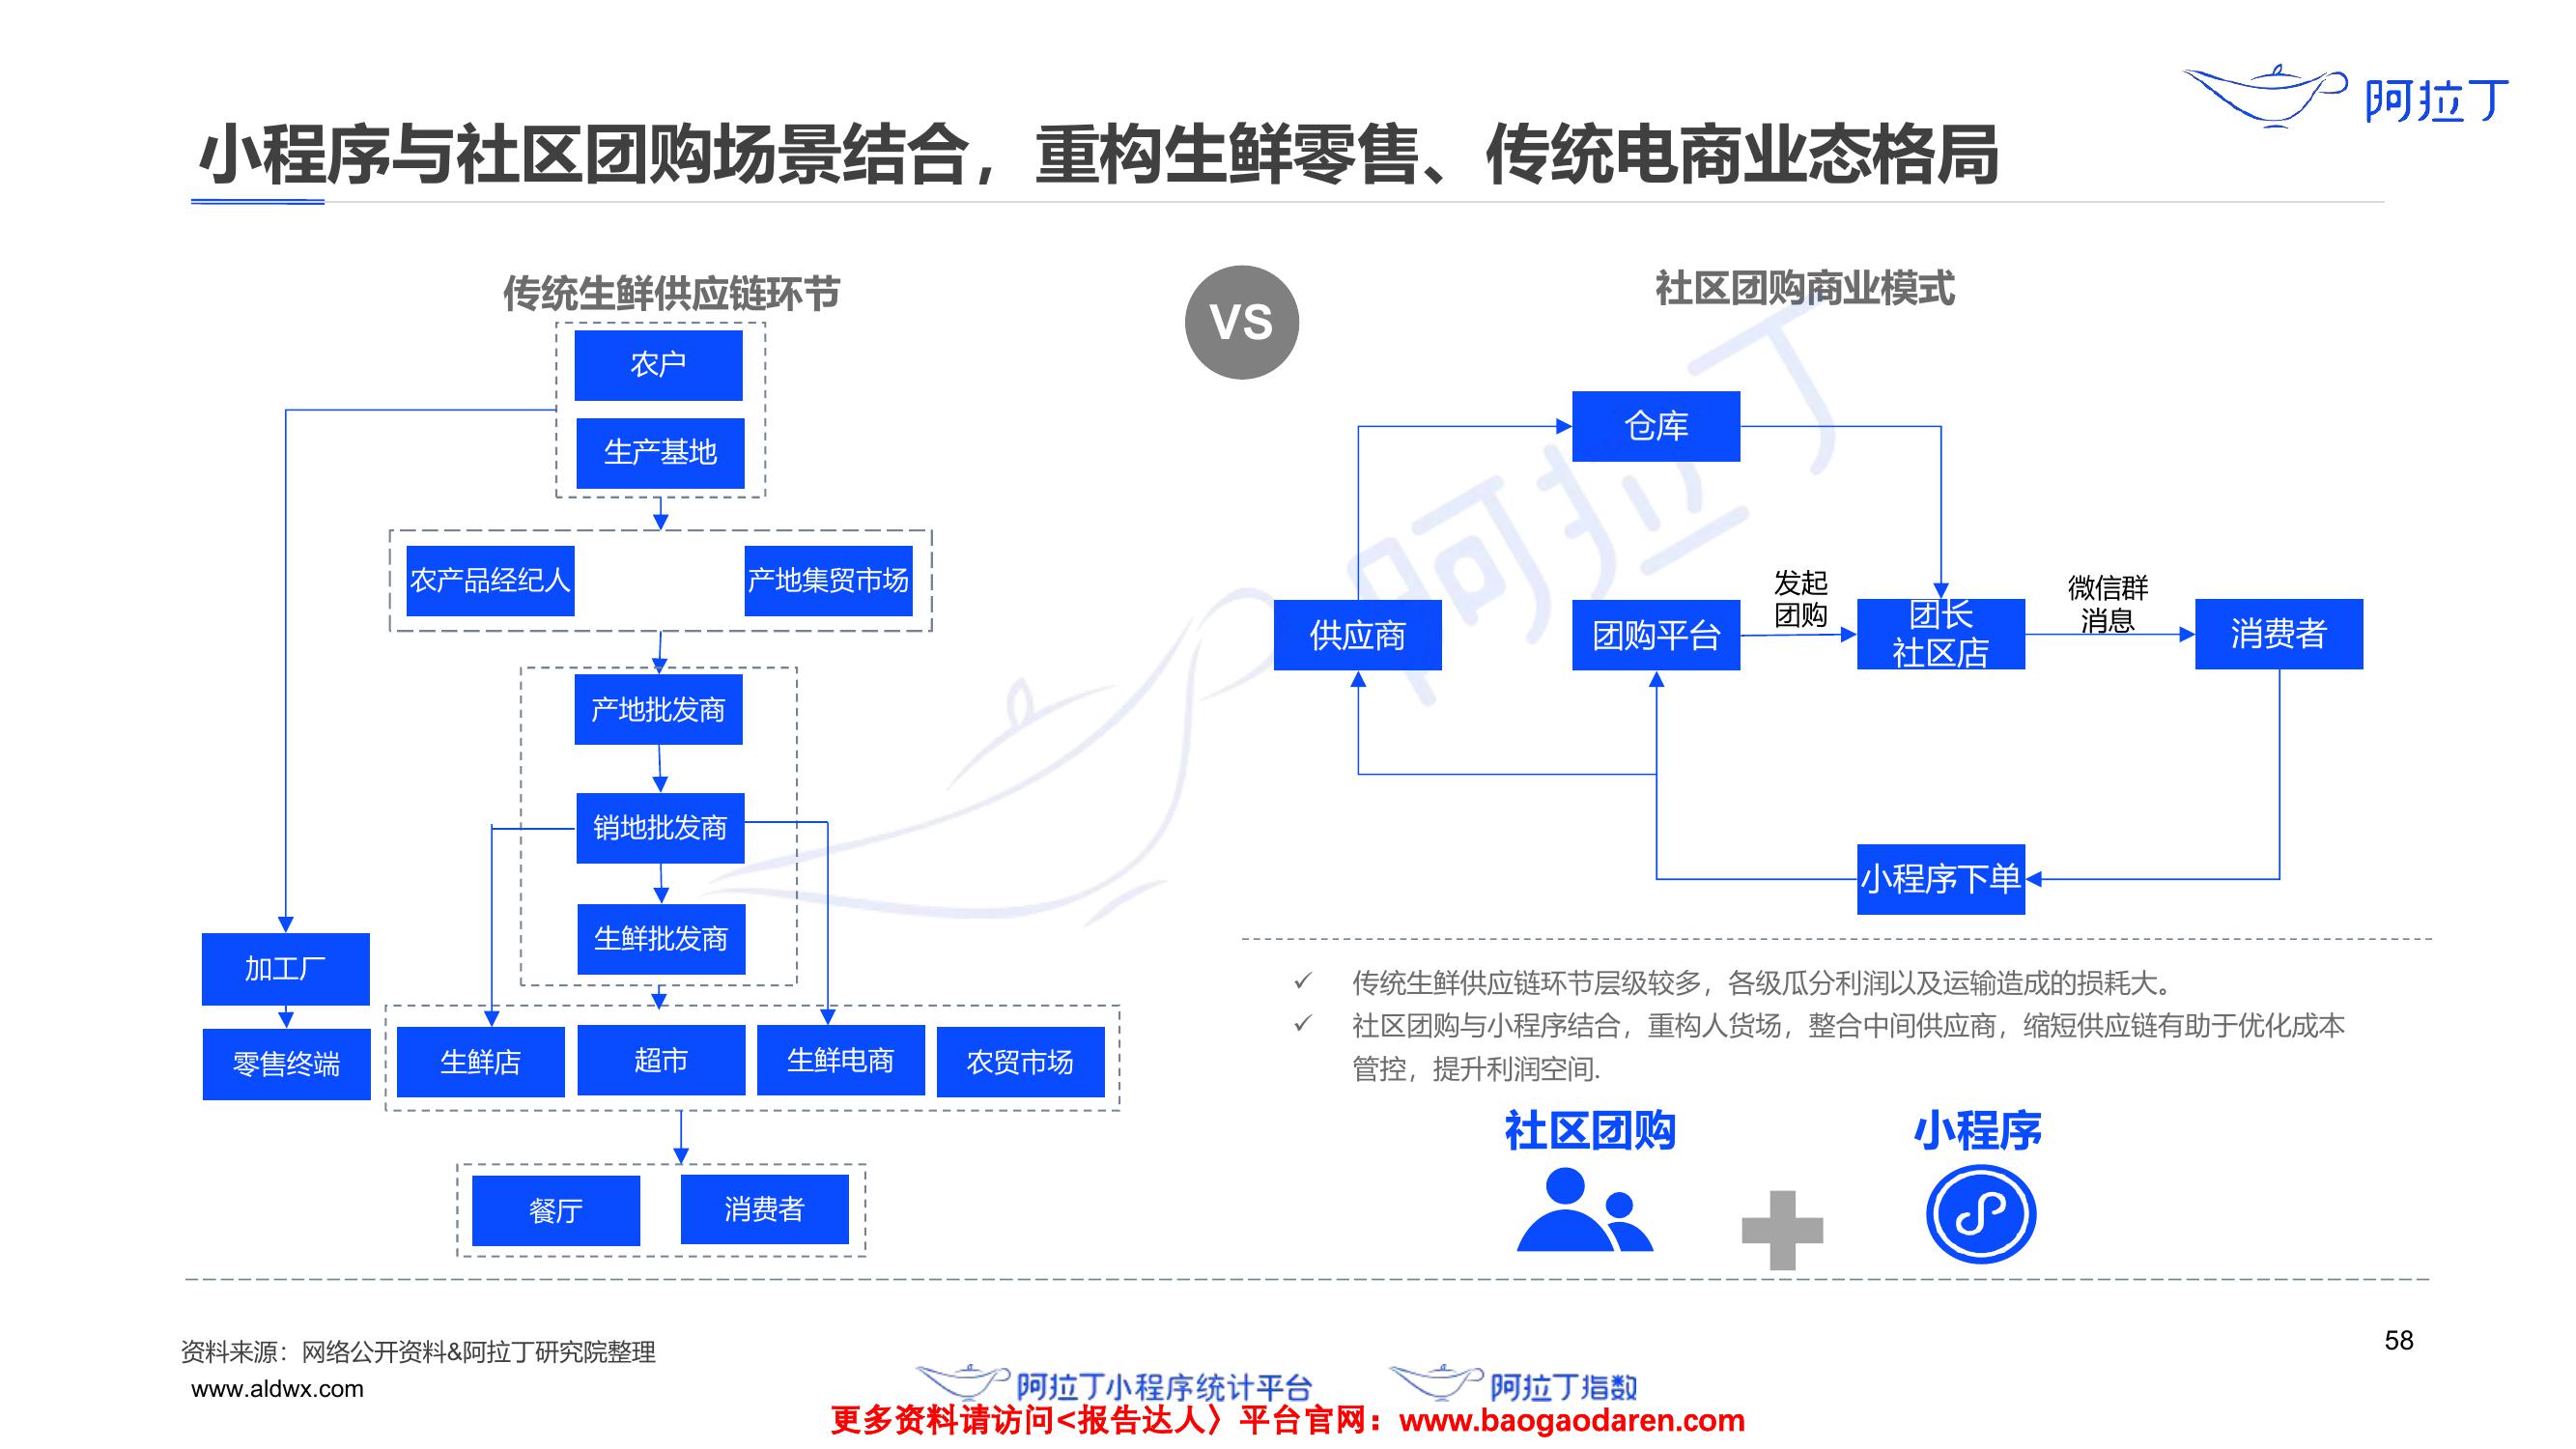 阿拉丁
小程序与社区团购场景结合，重构生鲜零售、传统电商业态格局
传统生鲜供应链环节
VS
社区团购商业模式
农户
生产基地
农产品经纪人
产地集贸市场
产地批发商
销地批发商
生鲜批发商
加工厂
零售终端
生鲜店
超市
生鲜电商
农贸市场
餐厅
消费者
仓库
供应商
团购平台
发起
团购
团长
社区店
微信群
消息
消费者
小程序下单
阿拉丁
✓ 传统生鲜供应链环节层级较多，各级瓜分利润以及运输造成的损耗大。
✓ 社区团购与小程序结合，重构人货场，整合中间供应商，缩短供应链有助于优化成本
管控，提升利润空间.
社区团购
小程序
资料来源：网络公开资料&阿拉丁研究院整理
58
www.aldwx.com
阿拉丁小程序统计平台
阿拉丁指数
更多资料请访问<报告达人〉平台官网：www.baogaodaren.com